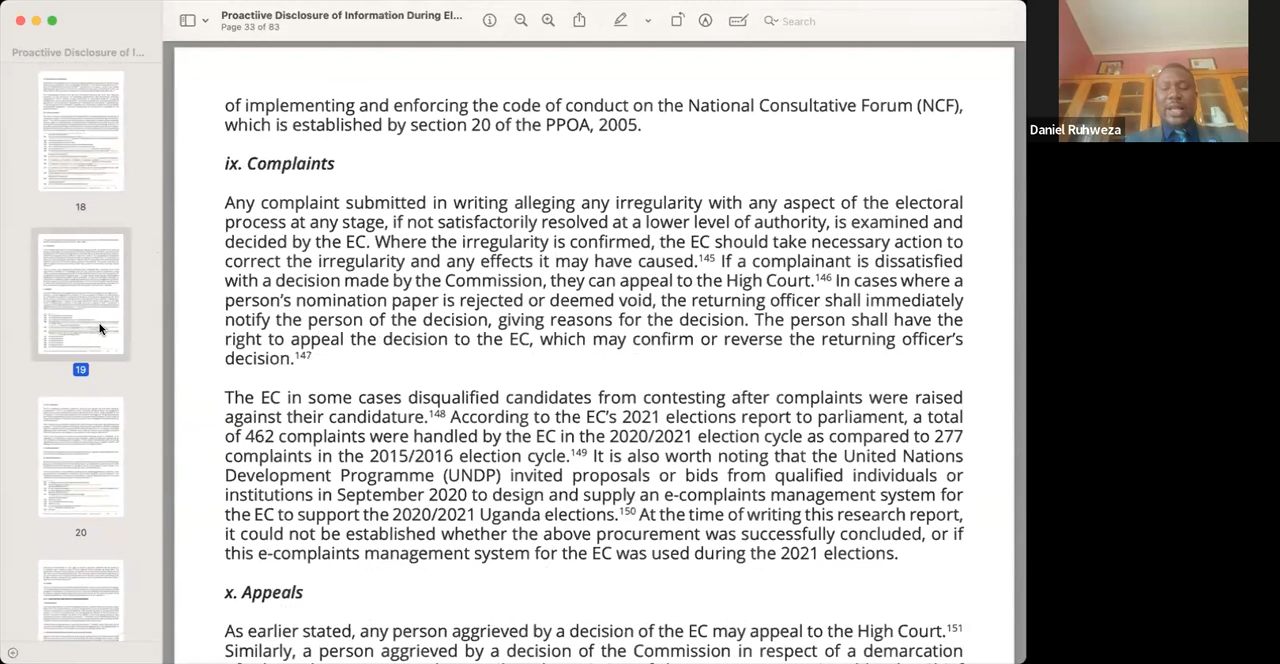 Proactiive Disclosure of Information During El...
Page 33 of 83
Search
Proactiive Disclosure of I...
18
19
20
of implementing and enforcing the code of conduct on the National Consultative Forum (NCF),
which is established by section 20 of the PPOA, 2005.
ix. Complaints
Any complaint submitted in writing alleging any irregularity with any aspect of the electoral
process at any stage, if not satisfactorily resolved at a lower level of authority, is examined and
decided by the EC. Where the irregularity is confirmed, the EC should take necessary action to
correct the irregularity and any effects it may have caused.145 If a complainant is dissatisfied
with a decision made by the Commission, they can appeal to the High Court.146 In cases where a
person's nomination paper is rejected or deemed void, the returning officer shall immediately
notify the person of the decision, giving reasons for the decision. The person shall have the
right to appeal the decision to the EC, which may confirm or reverse the returning officer's
decision.147
The EC in some cases disqualified candidates from contesting after complaints were raised
against their candidature.148 According to the EC's 2021 elections report to parliament, a total
of 462 complaints were handled by the EC in the 2020/2021 election cycle as compared to 277
complaints in the 2015/2016 election cycle.149 It is also worth noting that the United Nations
Development Programme (UNDP) invited proposals or bids from qualified individuals or
institutions in September 2020 to design and supply an e-complaints management system for
the EC to support the 2020/2021 Uganda elections.150 At the time of writing this research report,
it could not be established whether the above procurement was successfully concluded, or if
this e-complaints management system for the EC was used during the 2021 elections.
x. Appeals
As earlier stated, any person aggrieved by a decision of the EC may appeal to the High Court.151
Similarly, a person aggrieved by a decision of the Commission in respect of a demarcation
Daniel Ruhweza